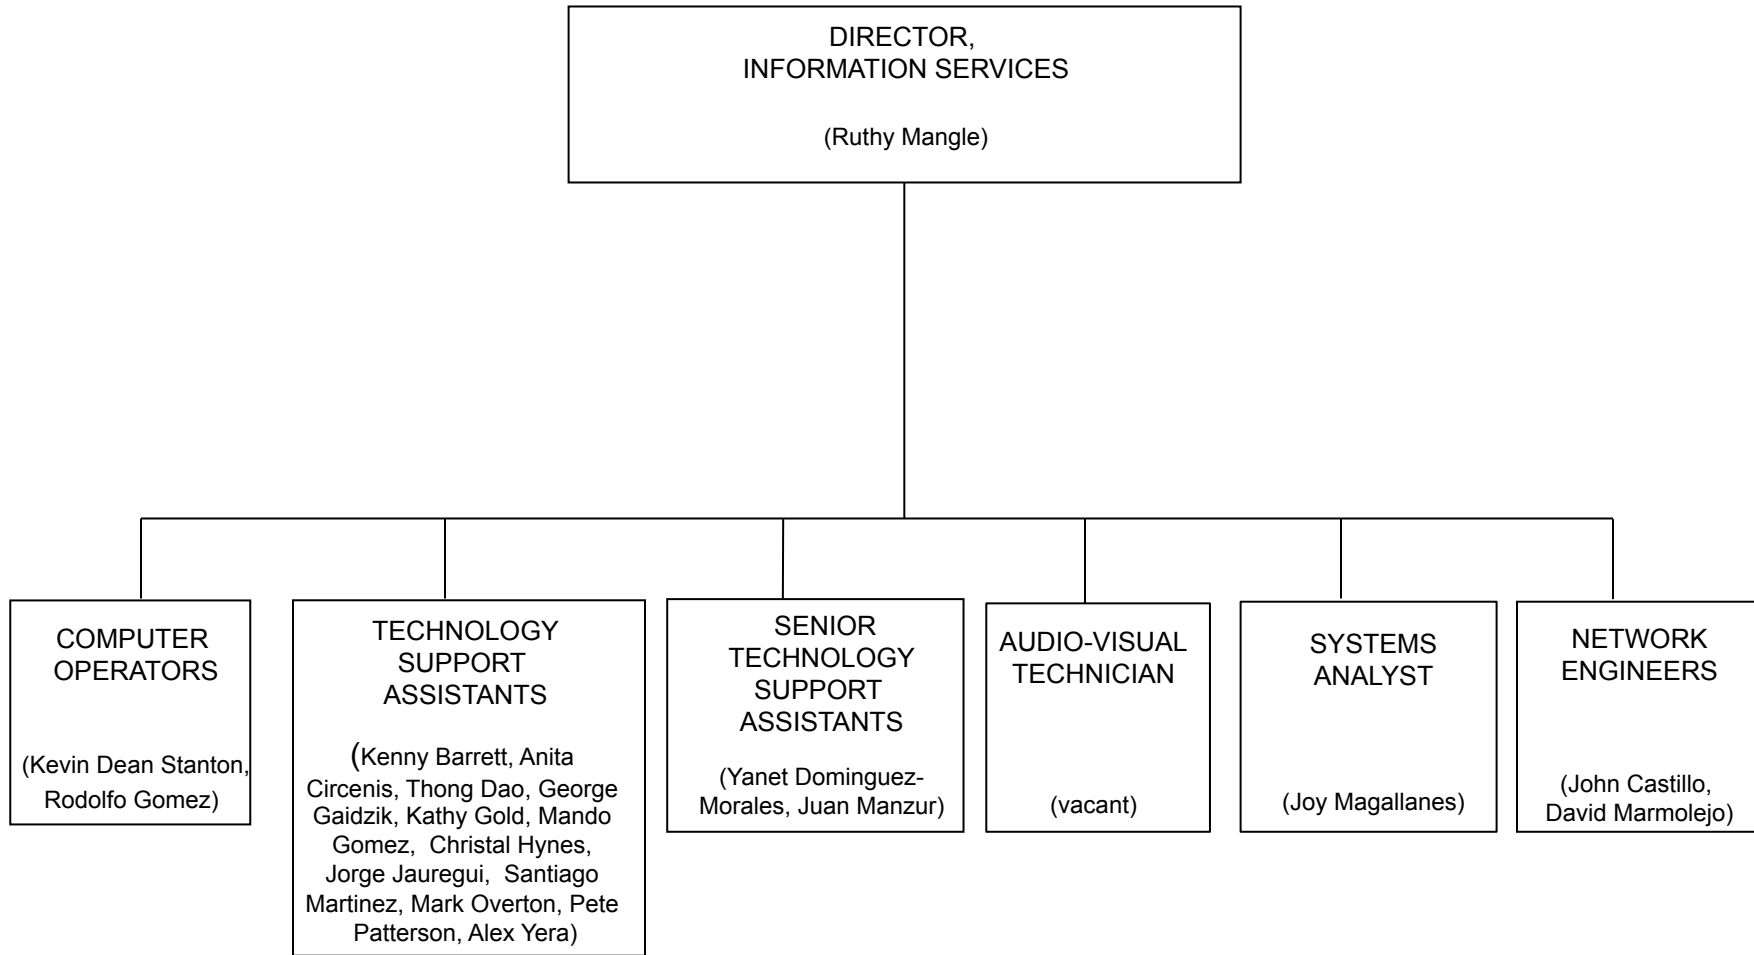 DIRECTOR,
INFORMATION SERVICES
(Ruthy Mangle)
COMPUTER
OPERATORS
(Kevin Dean Stanton,
Rodolfo Gomez)
TECHNOLOGY
SUPPORT
ASSISTANTS
(Kenny Barrett, Anita
Circenis, Thong Dao, George
Gaidzik, Kathy Gold, Mando
Gomez, Christal Hynes,
Jorge Jauregui, Santiago
Martinez, Mark Overton, Pete
Patterson, Alex Yera)
SENIOR
TECHNOLOGY
SUPPORT
ASSISTANTS
(Yanet Dominguez-
Morales, Juan Manzur)
AUDIO-VISUAL
TECHNICIAN
(vacant)
SYSTEMS
ANALYST
(Joy Magallanes)
NETWORK
ENGINEERS
(John Castillo,
David Marmolejo)